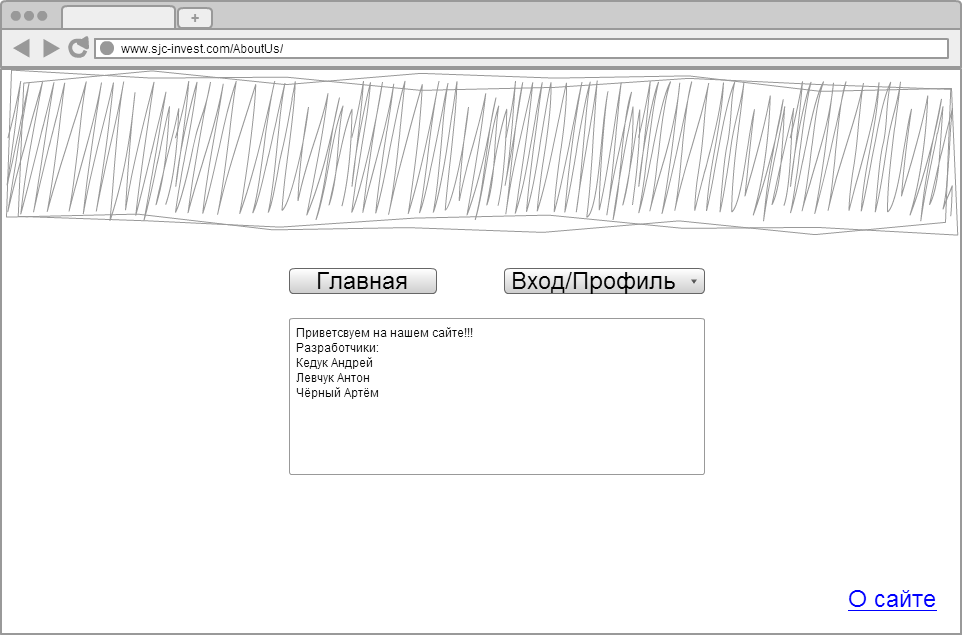 +
www.sjc-invest.com/AboutUs/
Главная
Вход/Профиль
Приветсвуем на нашем сайте!!!
Разработчики:
Кедук Андрей
Левчук Антон
Чёрный Артём
О сайте